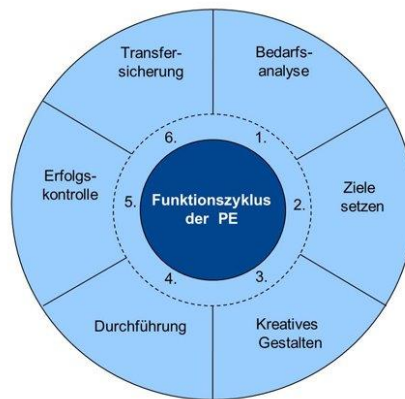 Funktionszyklus
der PE
1.
Bedarfs-
analyse
2.
Ziele
setzen
3.
Kreatives
Gestalten
4.
Durchführung
5.
Erfolgs-
kontrolle
6.
Transfer-
sicherung